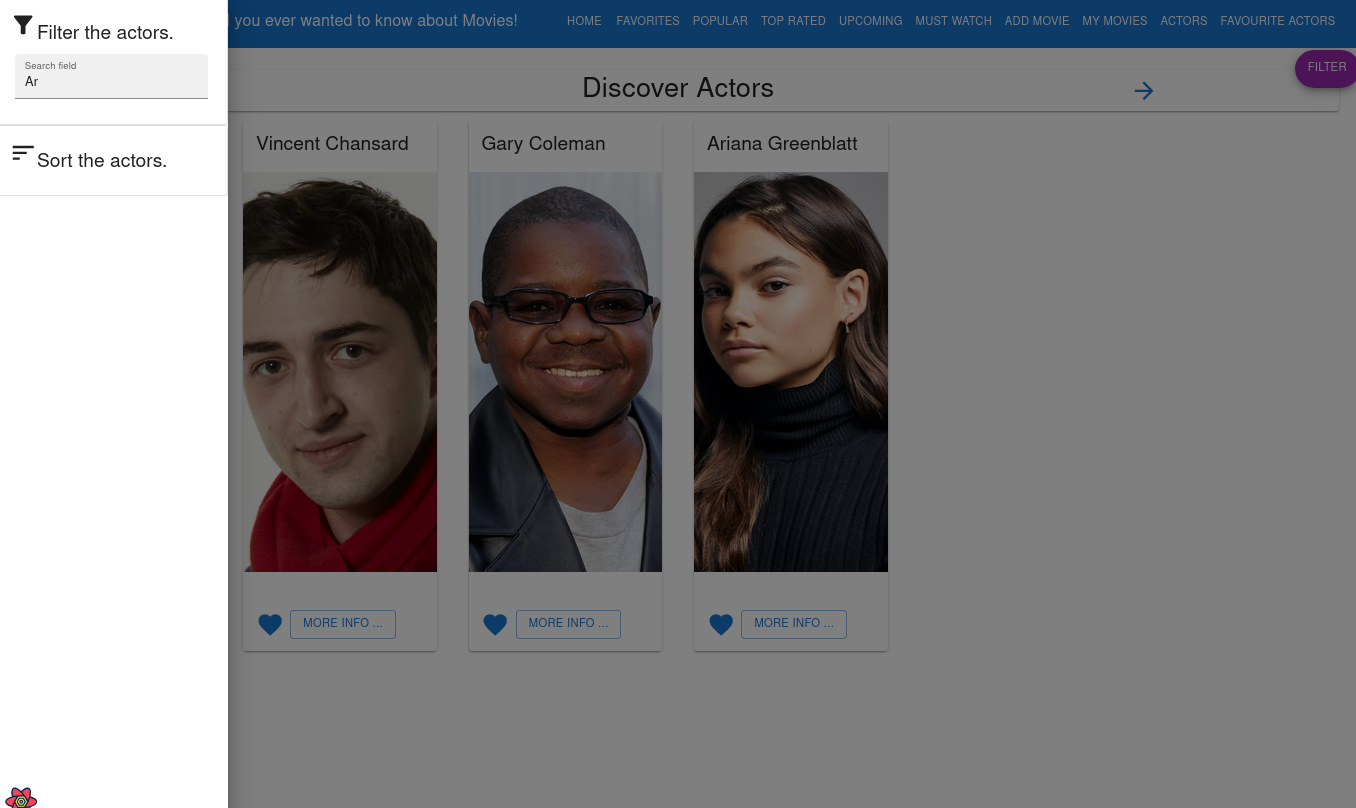 Filter the actors.
Search field
Ar
Sort the actors.
you ever wanted to know about Movies!
HOME FAVORITES POPULAR TOP RATED UPCOMING MUST WATCH ADD MOVIE MY MOVIES ACTORS FAVOURITE ACTORS
FILTER
Discover Actors
Vincent Chansard
Gary Coleman
Ariana Greenblatt
MORE INFO ...
MORE INFO ...
MORE INFO ...